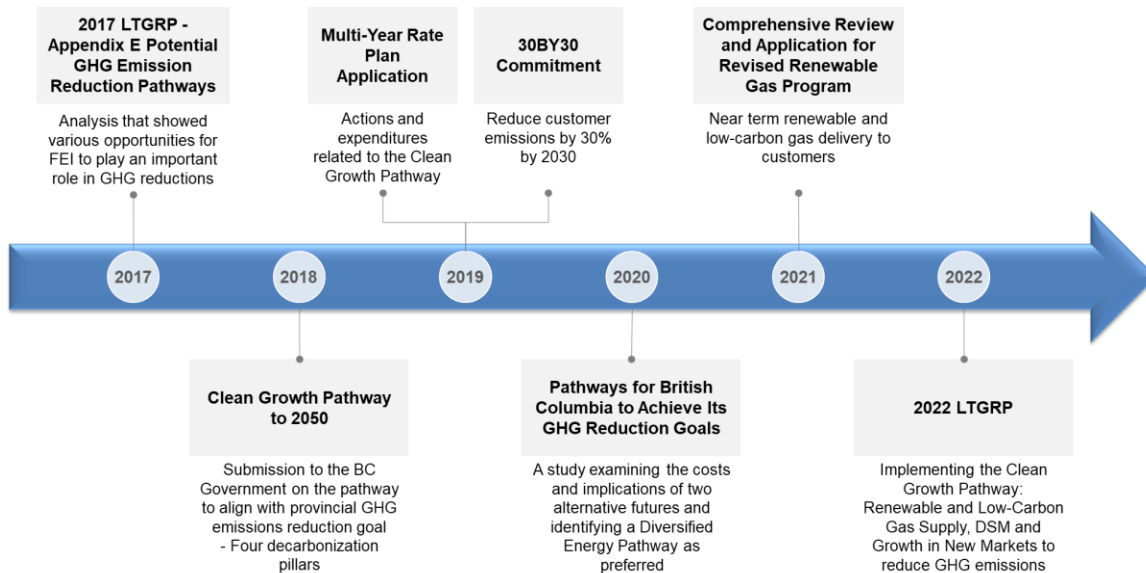 2017 LTGRP -
Appendix E Potential
GHG Emission
Reduction Pathways
Analysis that showed
various opportunities for
FEI to play an important
role in GHG reductions
Multi-Year Rate
Plan
Application
Actions and
expenditures
related to the Clean
Growth Pathway
30BY30
Commitment
Reduce customer
emissions by 30%
by 2030
Comprehensive Review
and Application for
Revised Renewable
Gas Program
Near term renewable and
low-carbon gas delivery to
customers
2017
2018
2019
2020
2021
2022
Clean Growth Pathway
to 2050
Submission to the BC
Government on the pathway
to align with provincial GHG
emissions reduction goal
- Four decarbonization
pillars
Pathways for British
Columbia to Achieve Its
GHG Reduction Goals
A study examining the costs
and implications of two
alternative futures and
identifying a Diversified
Energy Pathway as
preferred
2022 LTGRP
Implementing the Clean
Growth Pathway:
Renewable and Low-Carbon
Gas Supply, DSM and
Growth in New Markets to
reduce GHG emissions